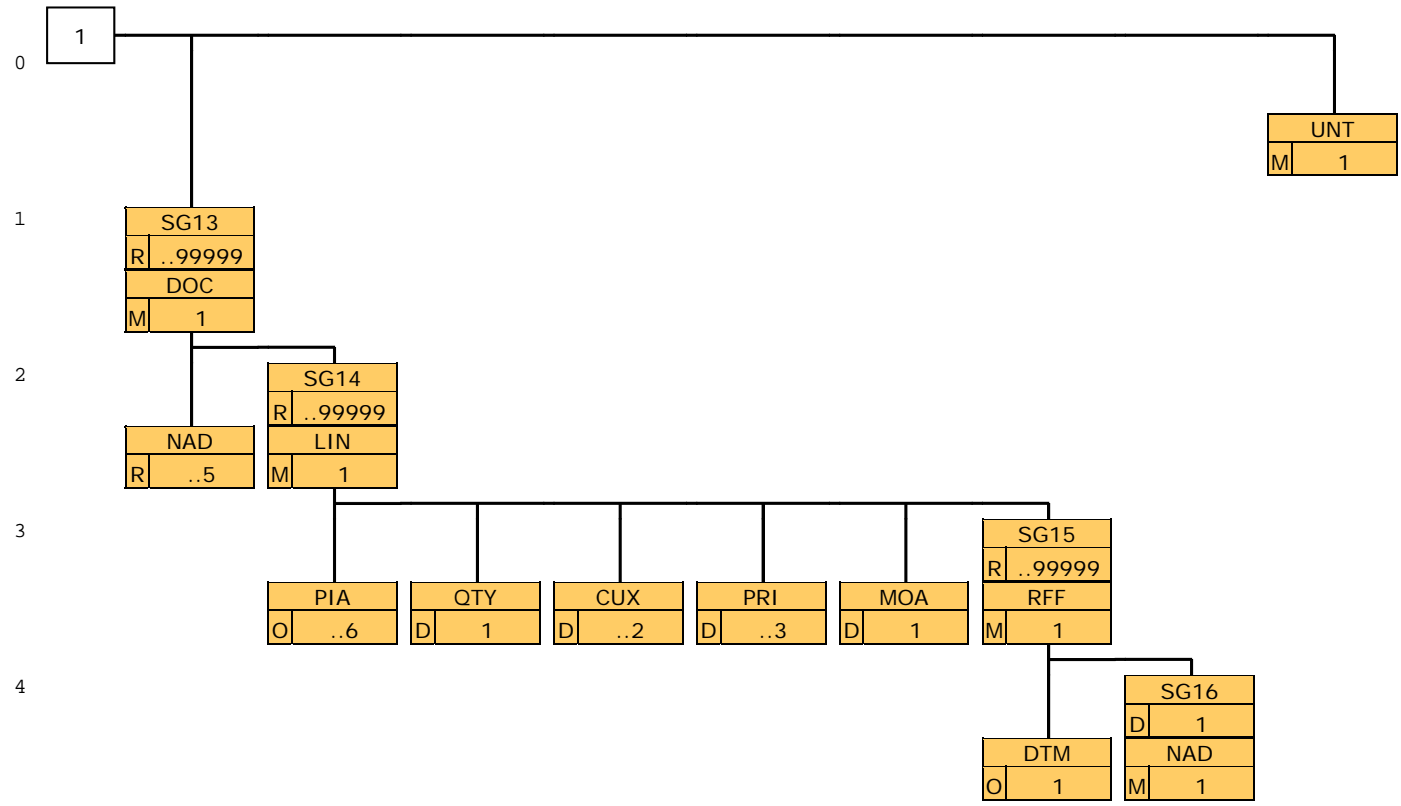 1
0
UNT
M 1
1
SG13
R ..99999
DOC
M 1
2
SG14
R ..99999
NAD
R ..5
LIN
M 1
3
SG15
R ..99999
PIA
O ..6
QTY
D 1
CUX
D ..2
PRI
D ..3
MOA
D 1
RFF
M 1
4
SG16
D 1
DTM
O 1
NAD
M 1